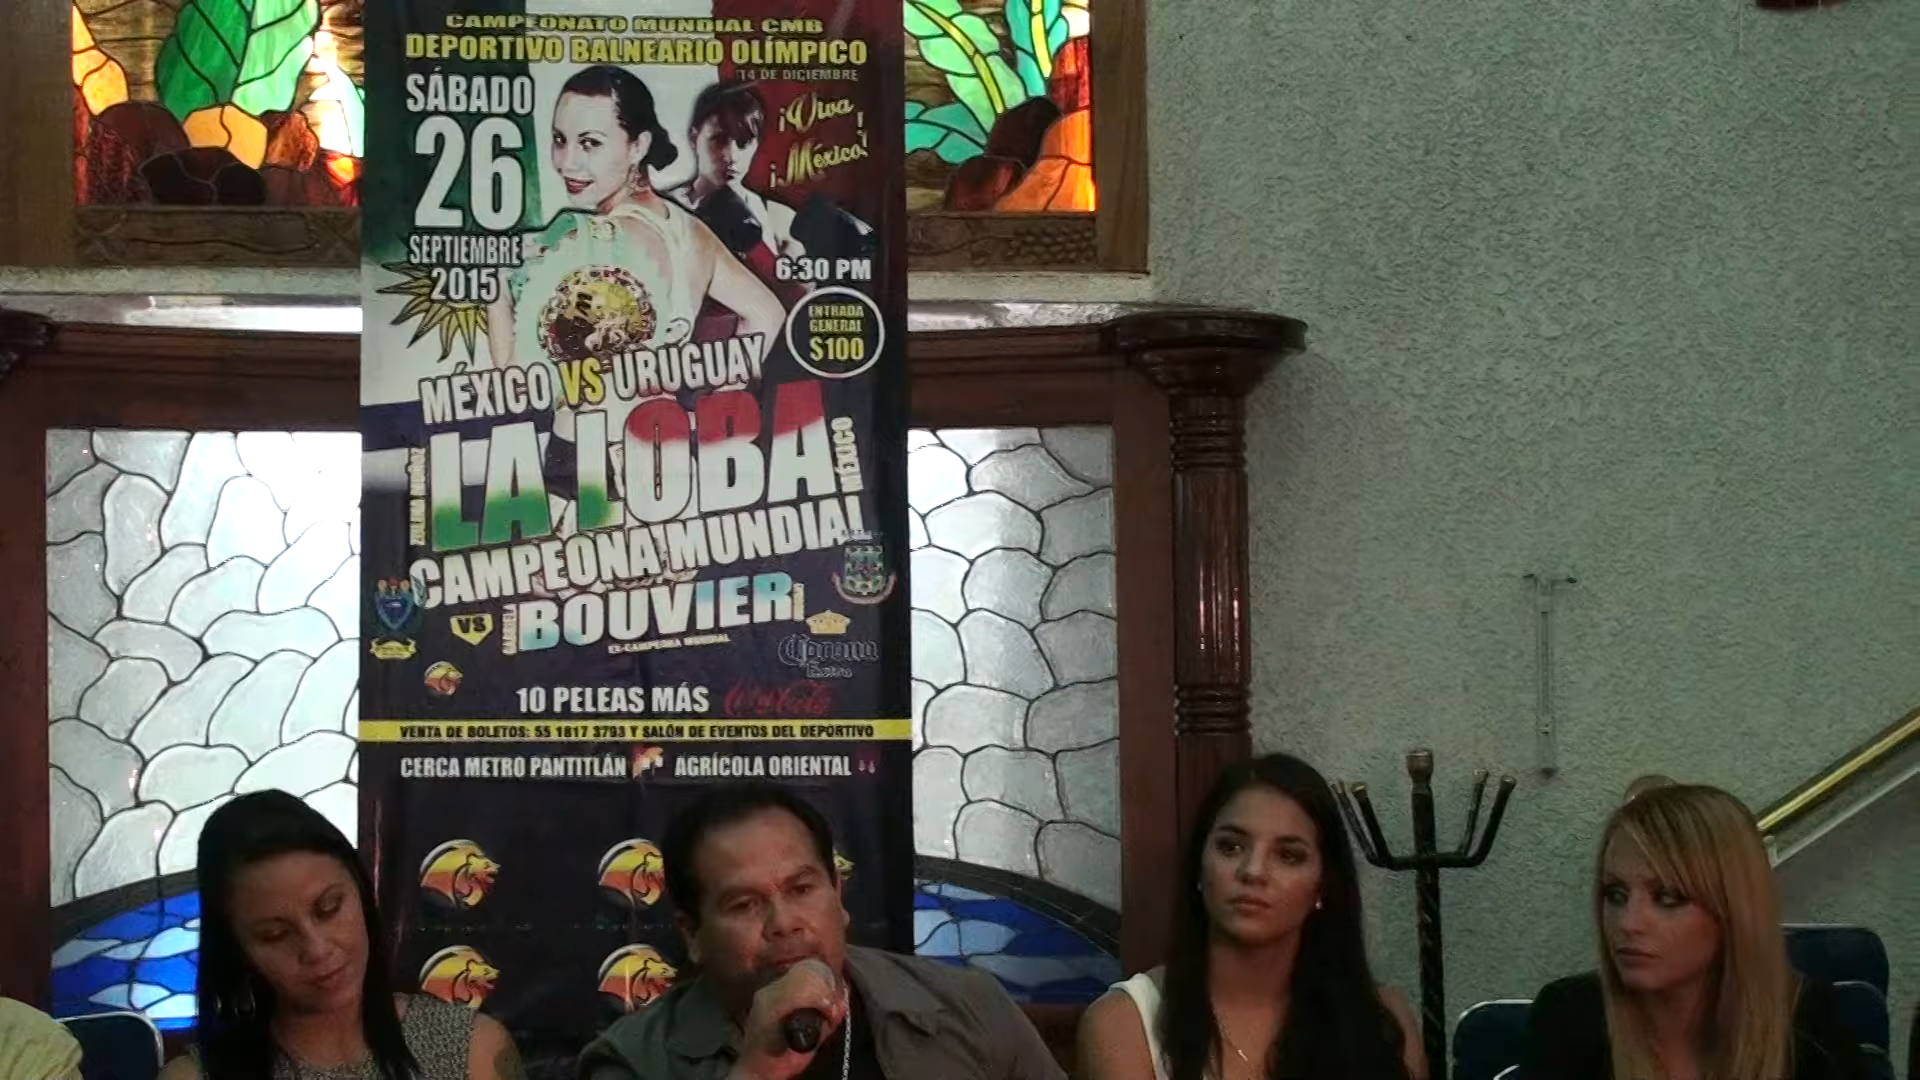 CAMPEONATO MUNDIAL CMB
DEPORTIVO BALNEARIO OLÍMPICO
14 DE DICIEMBRE
SÁBADO
26
SEPTIEMBRE
2015
¡Viva
México!
6:30 PM
ENTRADA
GENERAL
$100
MÉXICO VS URUGUAY
ZULINA MUÑOZ
LA LOBA
MÉXICO
CAMPEONA MUNDIAL
VS
GABRIELA
BOUVIER
EX-CAMPEONA MUNDIAL
Corona
Extra
10 PELEAS MÁS
Coca-Cola
VENTA DE BOLETOS: 55 1817 3793 Y SALÓN DE EVENTOS DEL DEPORTIVO
CERCA METRO PANTITLÁN
AGRÍCOLA ORIENTAL